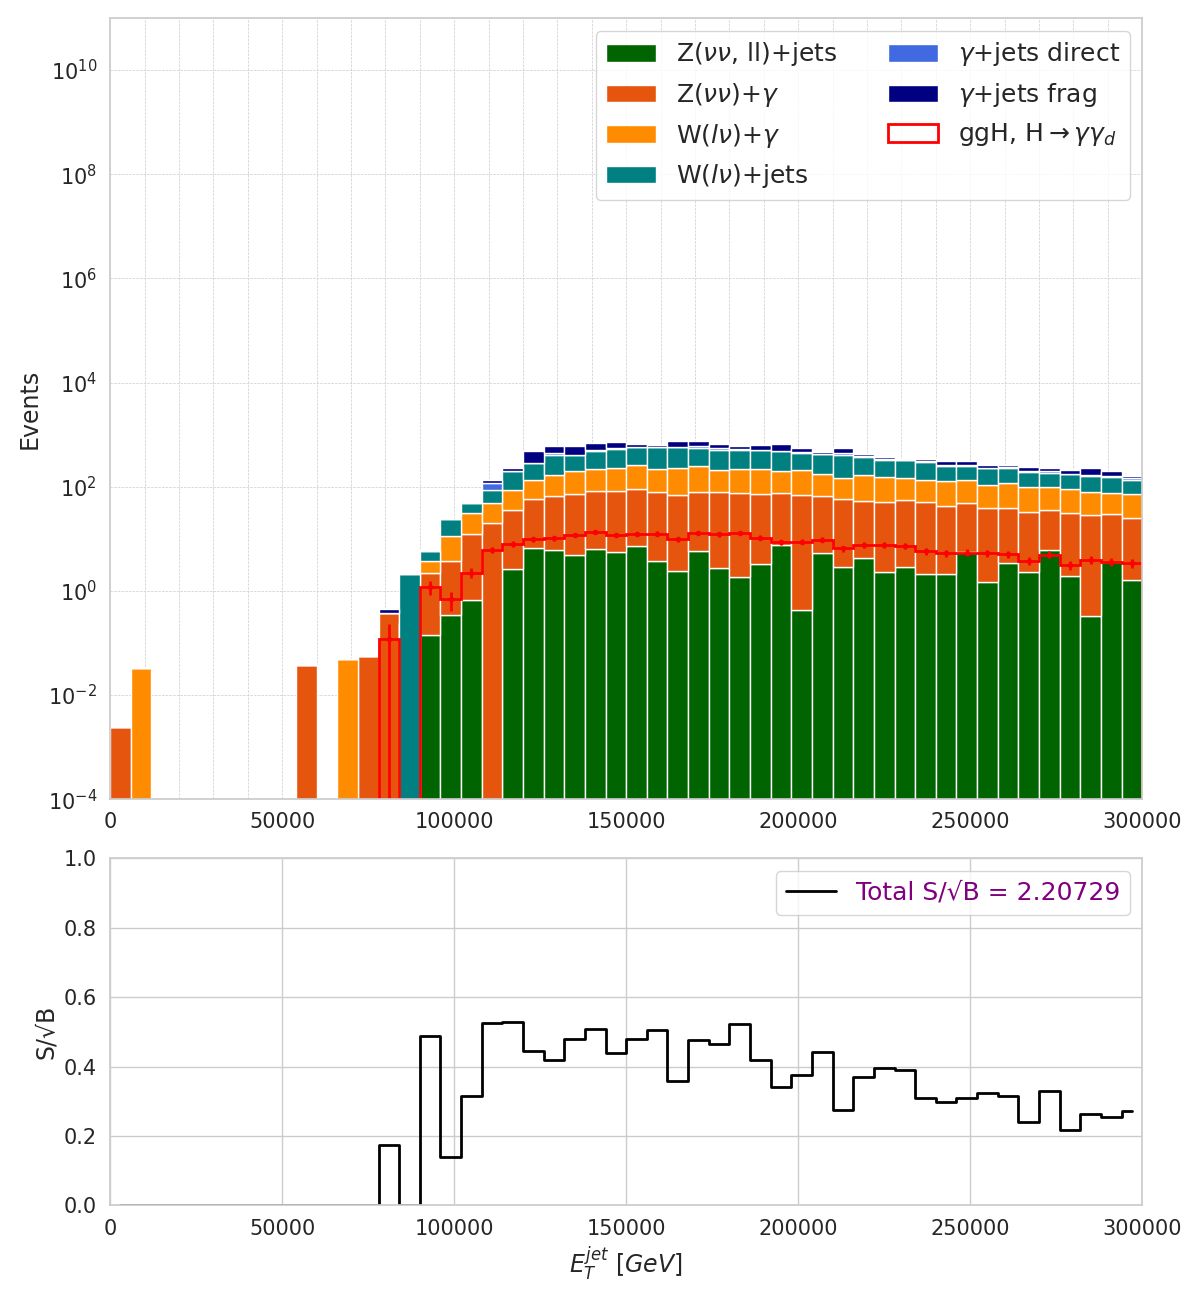 Z(νν, ll)+jets
Z(νν)+γ
W(lν)+γ
W(lν)+jets
γ+jets direct
γ+jets frag
ggH, H→γγ_d
Events
10^10
10^8
10^6
10^4
10^2
10^0
10^−2
10^−4
0 50000 100000 150000 200000 250000 300000
Total S/√B = 2.20729
S/√B
1.0
0.8
0.6
0.4
0.2
0.0
0 50000 100000 150000 200000 250000 300000
E_T^jet [GeV]